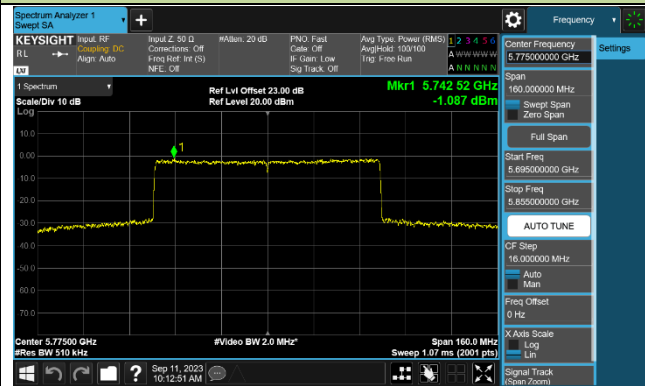 Spectrum Analyzer 1
Swept SA
Frequency
KEYSIGHT
RL
LXI
Input: RF
Coupling: DC
Align: Auto
Input Z: 50 Ω
Corrections: Off
Freq Ref: Int (S)
NFE: Off
#Atten: 20 dB
PNO: Fast
Gate: Off
IF Gain: Low
Sig Track: Off
Avg Type: Power (RMS)
Avg|Hold: 100/100
Trig: Free Run
1 2 3 4 5 6
A W W W W W
A N N N N N
1 Spectrum
Scale/Div 10 dB
Log
Ref Lvl Offset 23.00 dB
Ref Level 20.00 dBm
Mkr1 5.742 52 GHz
-1.087 dBm
10.0
0.00
-10.0
-20.0
-30.0
-40.0
-50.0
-60.0
-70.0
1
Center 5.77500 GHz
#Res BW 510 kHz
#Video BW 2.0 MHz*
Span 160.0 MHz
Sweep 1.07 ms (2001 pts)
Sep 11, 2023
10:12:51 AM
Center Frequency
5.775000000 GHz
Span
160.000000 MHz
Swept Span
Zero Span
Full Span
Start Freq
5.695000000 GHz
Stop Freq
5.855000000 GHz
AUTO TUNE
CF Step
16.000000 MHz
Auto
Man
Freq Offset
0 Hz
X Axis Scale
Log
Lin
Signal Track
(Span Zoom)
Settings